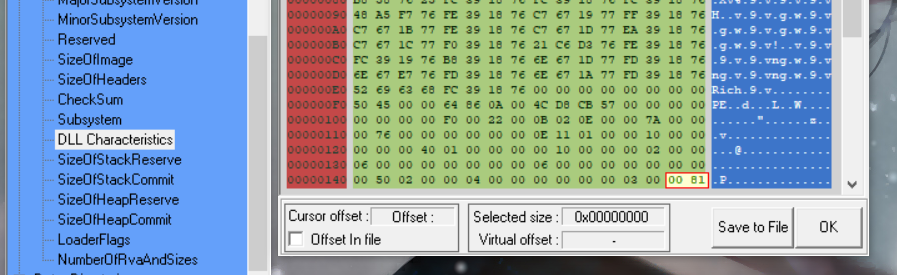 MajorSubsystemVersion
MinorSubsystemVersion
Reserved
SizeOfImage
SizeOfHeaders
CheckSum
Subsystem
DLL Characteristics
SizeOfStackReserve
SizeOfStackCommit
SizeOfHeapReserve
SizeOfHeapCommit
LoaderFlags
NumberOfRvaAndSizes
00000090 48 A5 F7 76 FE 39 18 76 C7 67 19 77 FF 39 18 76 H..v.9.v.g.w.9.v
000000A0 C7 67 1B 77 FE 39 18 76 C7 67 1D 77 EA 39 18 76 .g.w.9.v.g.w.9.v
000000B0 C7 67 1C 77 F0 39 18 76 21 C6 D3 76 FE 39 18 76 .g.w.9.v!..v.9.v
000000C0 FC 39 19 76 B8 39 18 76 6E 67 1D 77 FD 39 18 76 .9.v.9.vng.w.9.v
000000D0 6E 67 E7 76 FD 39 18 76 6E 67 1A 77 FD 39 18 76 ng.v.9.vng.w.9.v
000000E0 52 69 63 68 FC 39 18 76 00 00 00 00 00 00 00 00 Rich.9.v........
000000F0 50 45 00 00 64 86 0A 00 4C D8 CB 57 00 00 00 00 PE..d...L..W....
00000100 00 00 00 00 F0 00 22 00 0B 02 0E 00 00 7A 00 00 ......"......z..
00000110 00 76 00 00 00 00 00 00 0E 11 01 00 00 10 00 00 .v..............
00000120 00 00 00 40 01 00 00 00 00 10 00 00 00 02 00 00 ...@............
00000130 06 00 00 00 00 00 00 00 06 00 00 00 00 00 00 00 ................
00000140 00 50 02 00 00 04 00 00 00 00 00 00 03 00 00 81 .P..............
Cursor offset : Offset :
Offset In file
Selected size : 0x00000000
Virtual offset : -
Save to File
OK